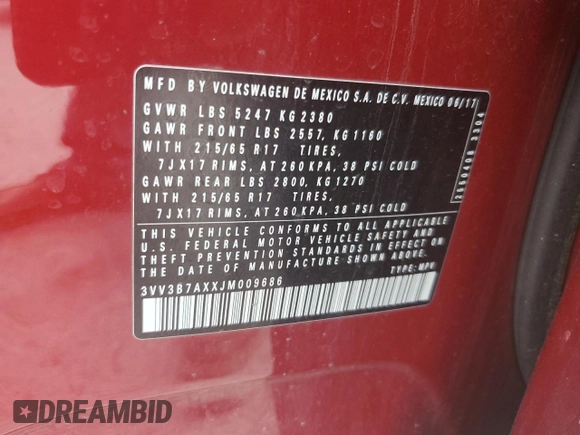 MFD BY VOLKSWAGEN DE MEXICO S.A. DE C.V. MEXICO 06/17
GVWR LBS 5247 KG 2380
GAWR FRONT LBS 2557, KG 1160
WITH 215/65 R17 TIRES,
7JX17 RIMS, AT 260 KPA, 38 PSI COLD
GAWR REAR LBS 2800, KG 1270
WITH 215/65 R17 TIRES,
7JX17 RIMS, AT 260 KPA, 38 PSI COLD
THIS VEHICLE CONFORMS TO ALL APPLICABLE
U.S. FEDERAL MOTOR VEHICLE SAFETY AND
THEFT PREVENTION STANDARDS IN EFFECT ON
THE DATE OF MANUFACTURE SHOWN ABOVE.
3VV3B7AXXJM009686
TYPE: MPV
2660408 3304
DREAMBID